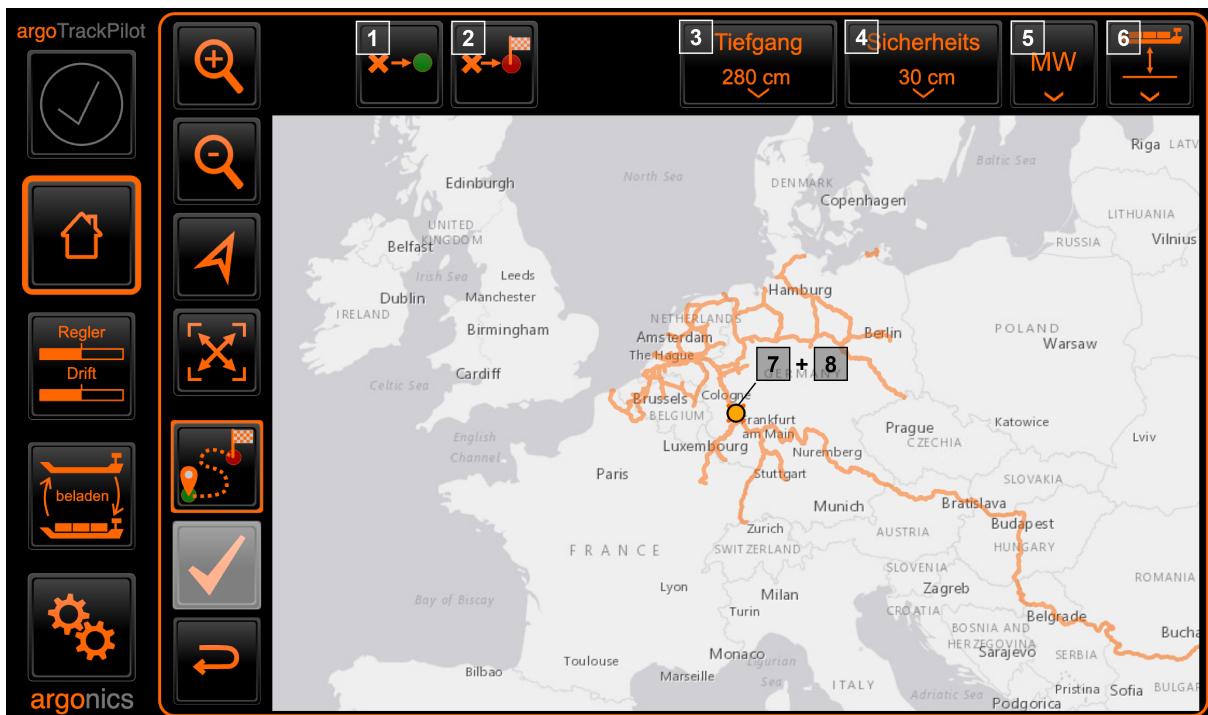 argoTrackPilot
1
2
3 Tiefgang
280 cm
4 Sicherheits
30 cm
5
MW
6
Regler
Drift
beladen
argonics
Riga LATV
Baltic Sea
North Sea
DENMARK
Edinburgh
Copenhagen
LITHUANIA
UNITED
KINGDOM
Belfast
RUSSIA
Vilnius
Irish Sea
Leeds
Dublin
Manchester
Hamburg
IRELAND
NETHERLANDS
Birmingham
Amsterdam
Berlin
POLAND
Warsaw
The Hague
7 + 8
Cardiff
GERMANY
Celtic Sea
Brussels
Cologne
BELGIUM
Frankfurt
am Main
Prague
Katowice
English
Channel
Luxembourg
CZECHIA
Lviv
Nuremberg
Paris
Stuttgart
SLOVAKIA
Munich
Bratislava
Zurich
AUSTRIA
Budapest
FRANCE
SWITZERLAND
HUNGARY
SLOVENIA
ROMANIA
Lyon
Milan
Zagreb
Bay of Biscay
Turin
CROATIA
Belgrade
BOSNIA AND
HERZEGOVINA
Bucha
Monaco
Sarajevo
SERBIA
Toulouse
Ligurian
Sea
Bilbao
Marseille
ITALY
Adriatic Sea
Pristina
Sofia
BULGAR
Podgorica